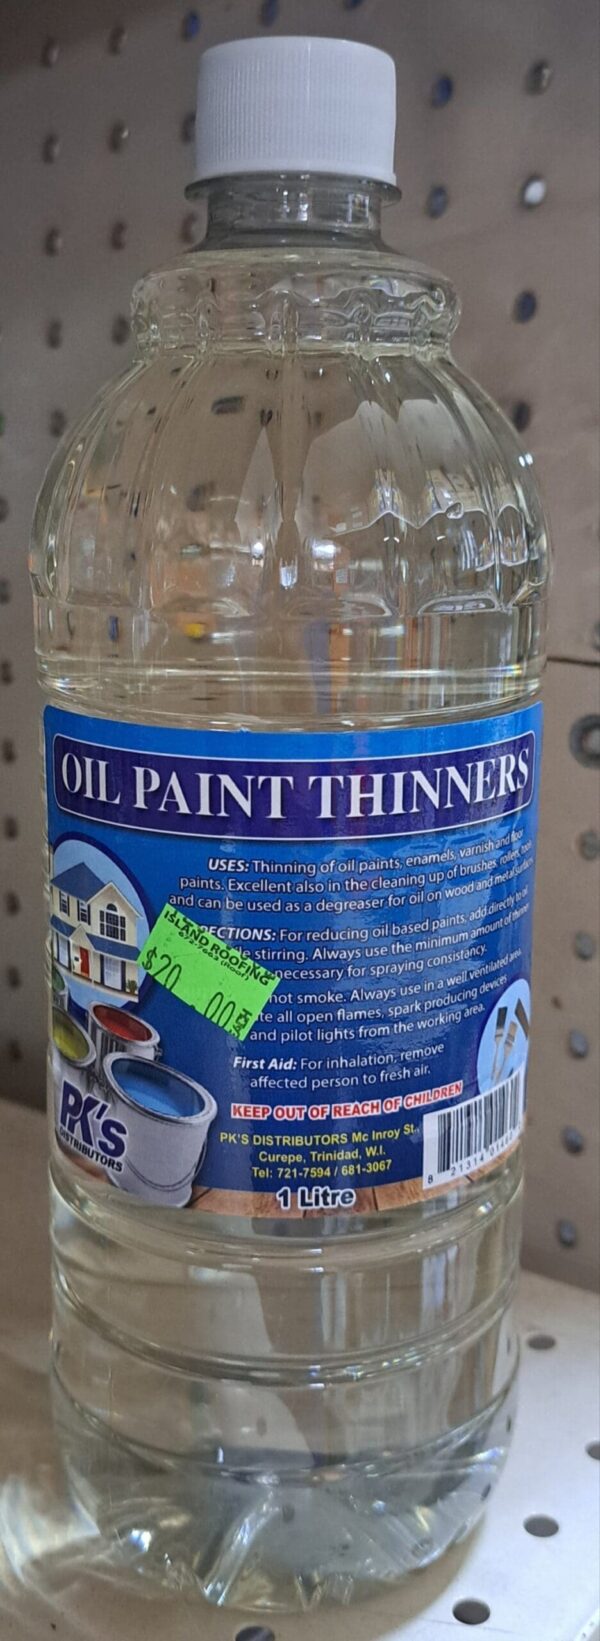 OIL PAINT THINNERS
USES: Thinning of oil paints, enamels, varnish and floor
paints. Excellent also in the cleaning up of brushes, rollers, tools
and can be used as a degreaser for oil on wood and metal surfaces
ECTIONS: For reducing oil based paints, add directly to oil
le stirring. Always use the minimum amount of thinner
necessary for spraying consistancy.
not smoke. Always use in a well ventilated area.
te all open flames, spark producing devices
and pilot lights from the working area.
First Aid: For inhalation, remove
affected person to fresh air.
KEEP OUT OF REACH OF CHILDREN
PK'S DISTRIBUTORS Mc Inroy St.,
Curepe, Trinidad, W.I.
Tel: 721-7594 / 681-3067
1 Litre
ISLAND ROOFING
$20 .00
PK'S
DISTRIBUTORS